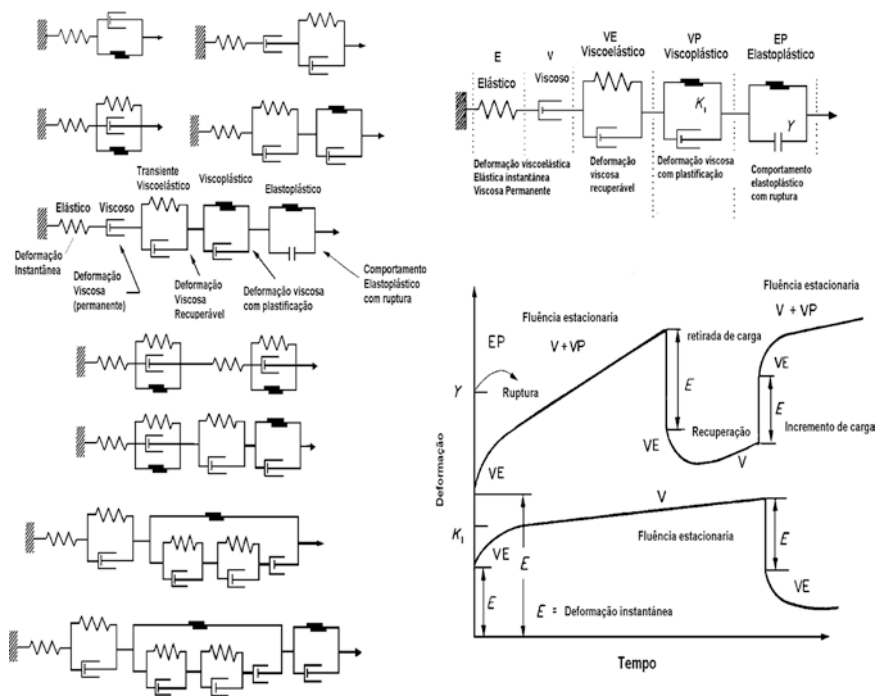 Transiente
Viscoelástico
Viscoplástico
Elastoplástico
Elástico
Viscoso
Deformação
Instantânea
Deformação
Viscosa
(permanente)
Deformação
Viscosa
Recuperável
Deformação viscosa
com plastificação
Comportamento
Elastoplástico
com ruptura
E
Elástico
V
Viscoso
VE
Viscoelástico
VP
Viscoplástico
EP
Elastoplástico
K₁
Y
Deformação viscoelástica
Elástica instantánea
Viscosa Permanente
Deformação
viscosa
recuperável
Deformação viscosa
com plastificação
Comportamento
elastoplástico
com ruptura
Fluência estacionaria
V + VP
Fluência estacionaria
V + VP
EP
retirada de carga
Y
Ruptura
E
VE
E
Incremento de carga
Recuperação
VE
V
VE
Deformação
V
K₁
VE
E
Fluência estacionaria
E
VE
E
E = Deformação instantánea
Tempo